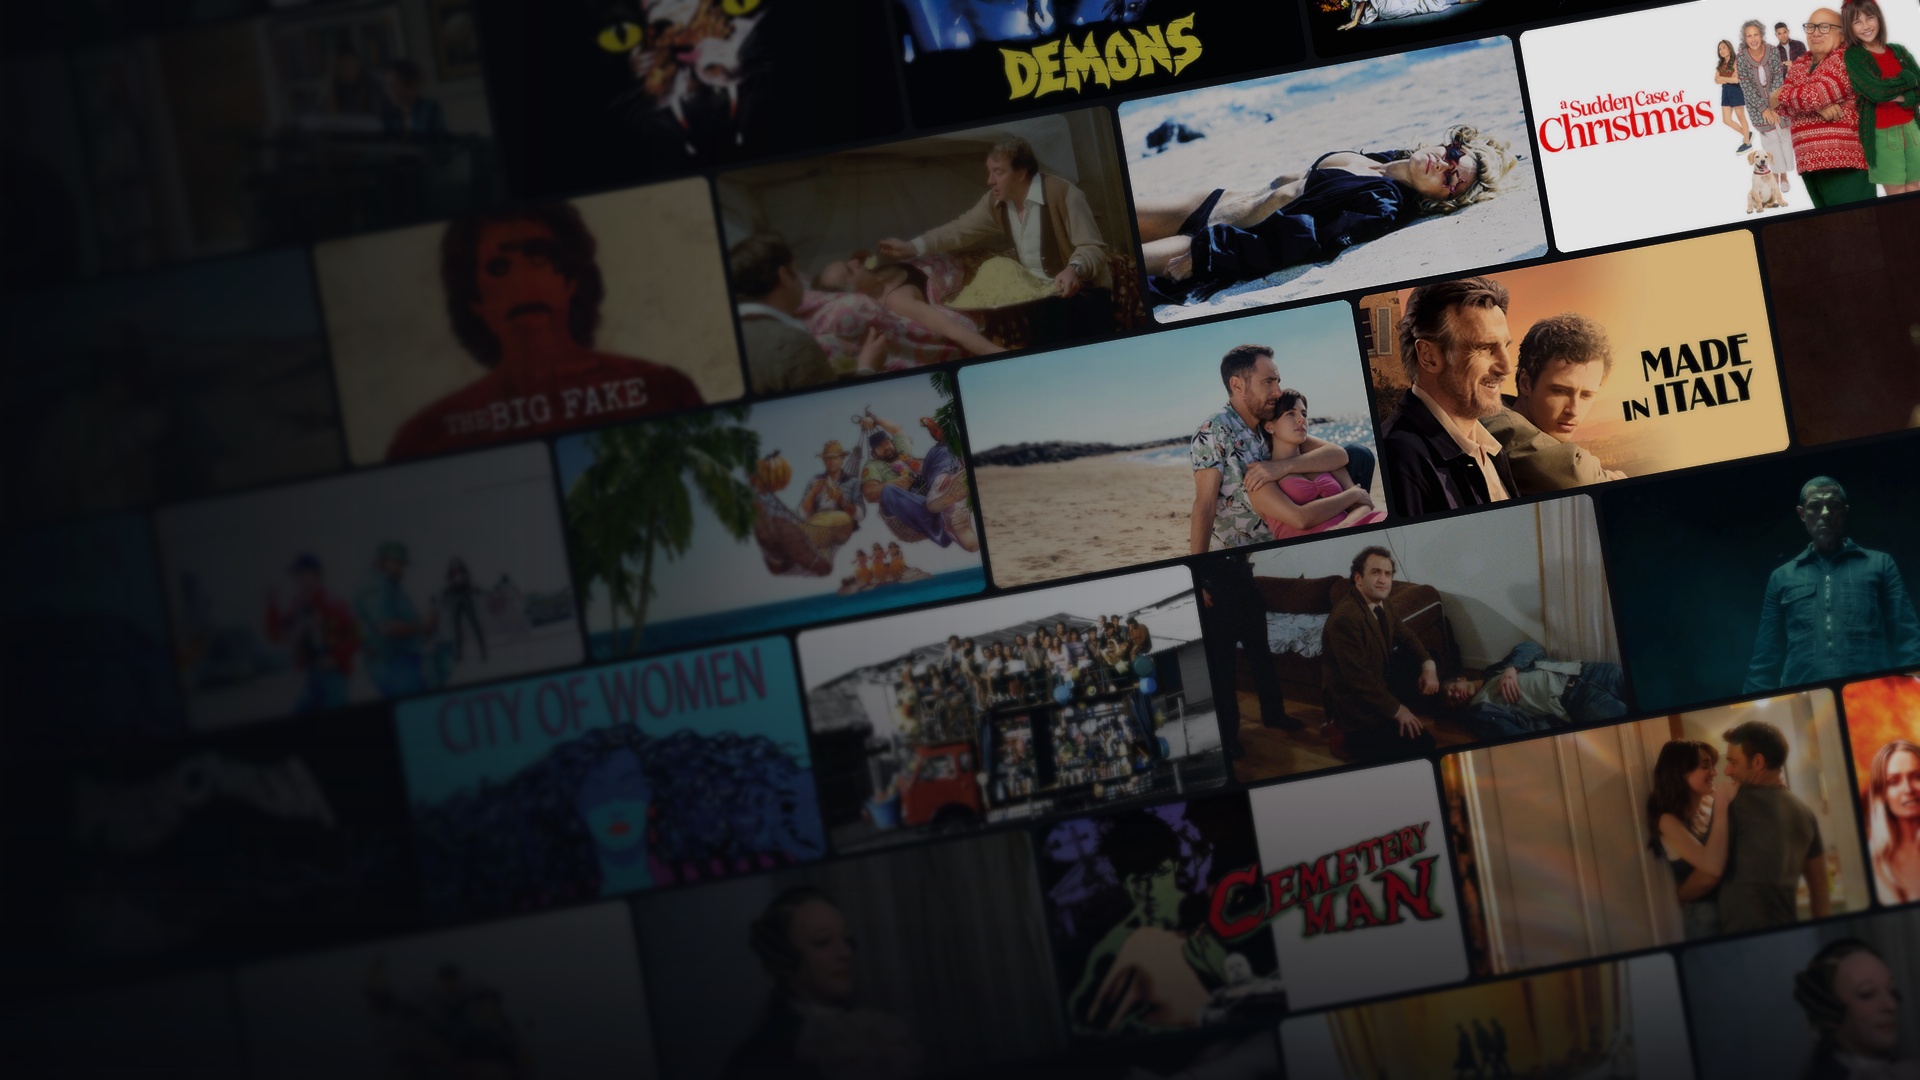 DEMONS
a Sudden Case of
Christmas
THE BIG FAKE
MADE
IN ITALY
CITY OF WOMEN
CEMETERY
MAN